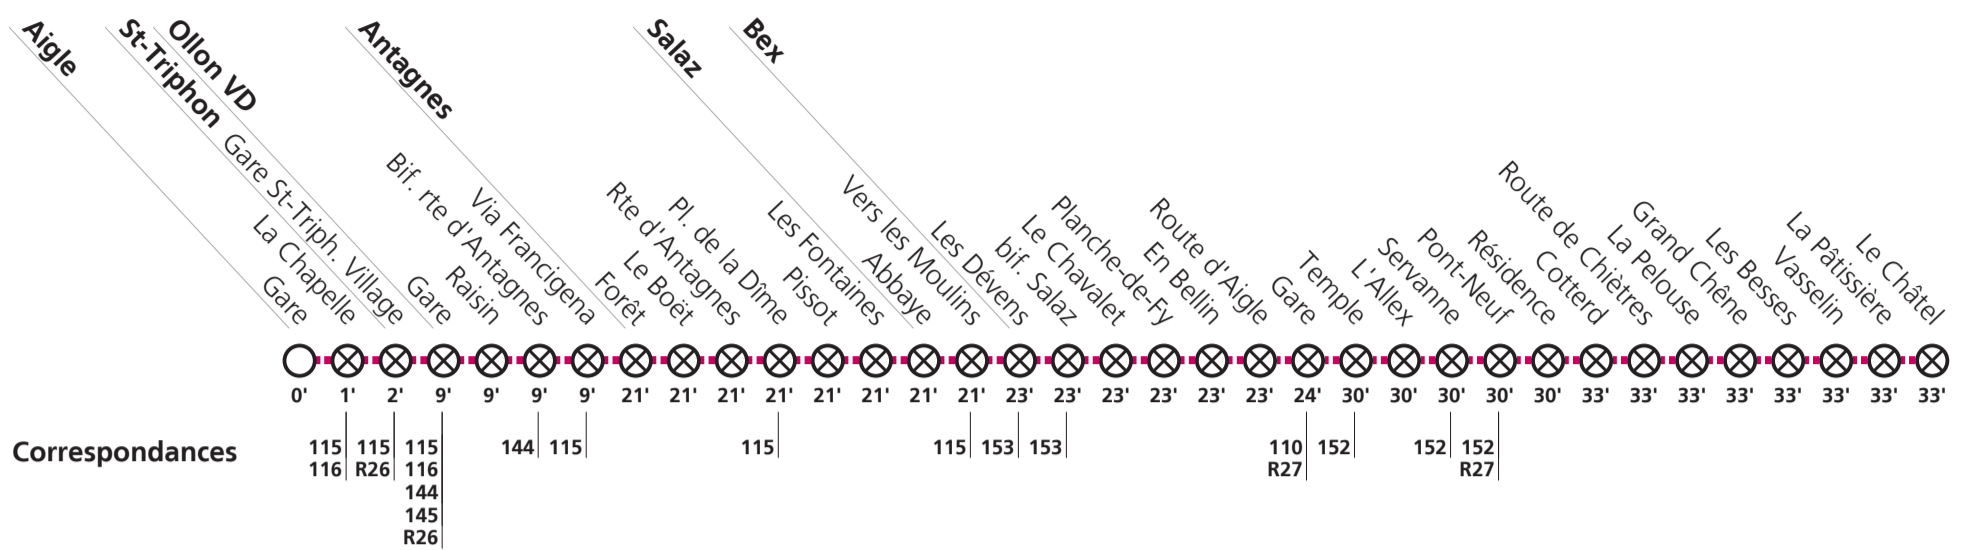 Aigle
St-Triphon
Ollon VD
Antagnes
Salaz
Bex
Gare
La Chapelle
Gare St-Triph. Village
Gare
Raisin
Bif. rte d'Antagnes
Via Francigena
Forêt
Le Boët
Rte d'Antagnes
Pl. de la Dîme
Pissot
Les Fontaines
Abbaye
Vers les Moulins
Les Dévens
bif. Salaz
Le Chavalet
Planche-de-Fy
En Bellin
Route d'Aigle
Gare
Temple
L'Allex
Servanne
Pont-Neuf
Résidence
Cotterd
Route de Chiètres
La Pelouse
Grand Chêne
Les Besses
Vasselin
La Pâtissière
Le Châtel
0' 1' 2' 9' 9' 9' 9' 21' 21' 21' 21' 21' 21' 21' 21' 23' 23' 23' 23' 23' 23' 24' 30' 30' 30' 30' 30' 33' 33' 33' 33' 33' 33' 33' 33'
Correspondances
115 115 115 144 115 115 115 153 153 110 152 152 152
116 R26 116 R27 R27
144
145
R26